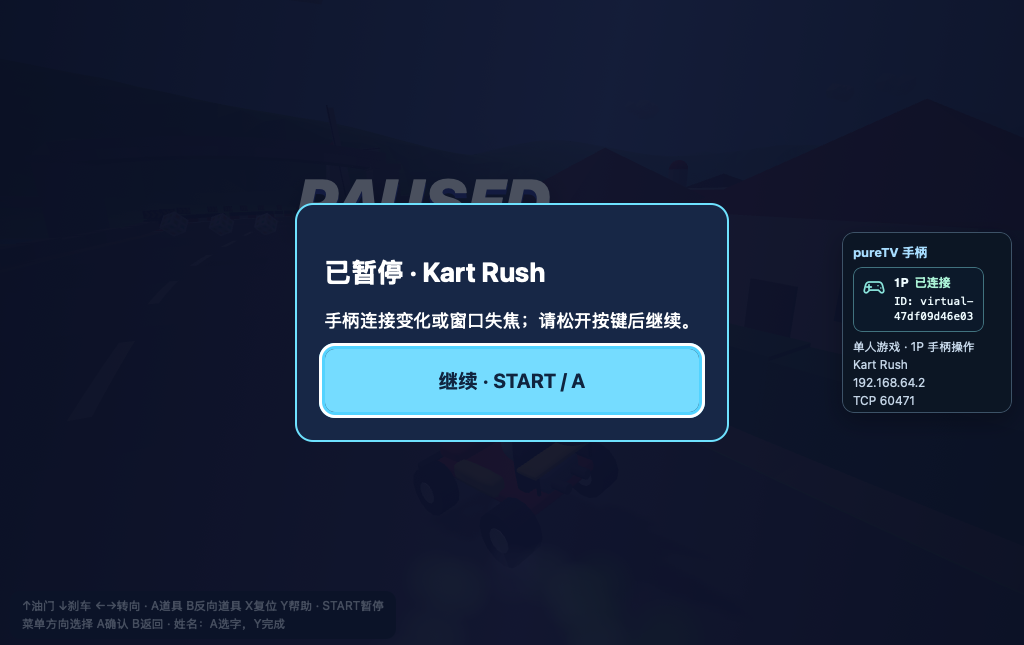 PAUSED
已暂停 · Kart Rush
手柄连接变化或窗口失焦；请松开按键后继续。
继续 · START / A
pureTV 手柄
1P 已连接
ID: virtual-
47df09d46e03
单人游戏 · 1P 手柄操作
Kart Rush
192.168.64.2
TCP 60471
↑油门 ↓刹车 ←→转向 · A道具 B反向道具 X复位 Y帮助 · START暂停
菜单方向选择 A确认 B返回 · 姓名：A选字，Y完成